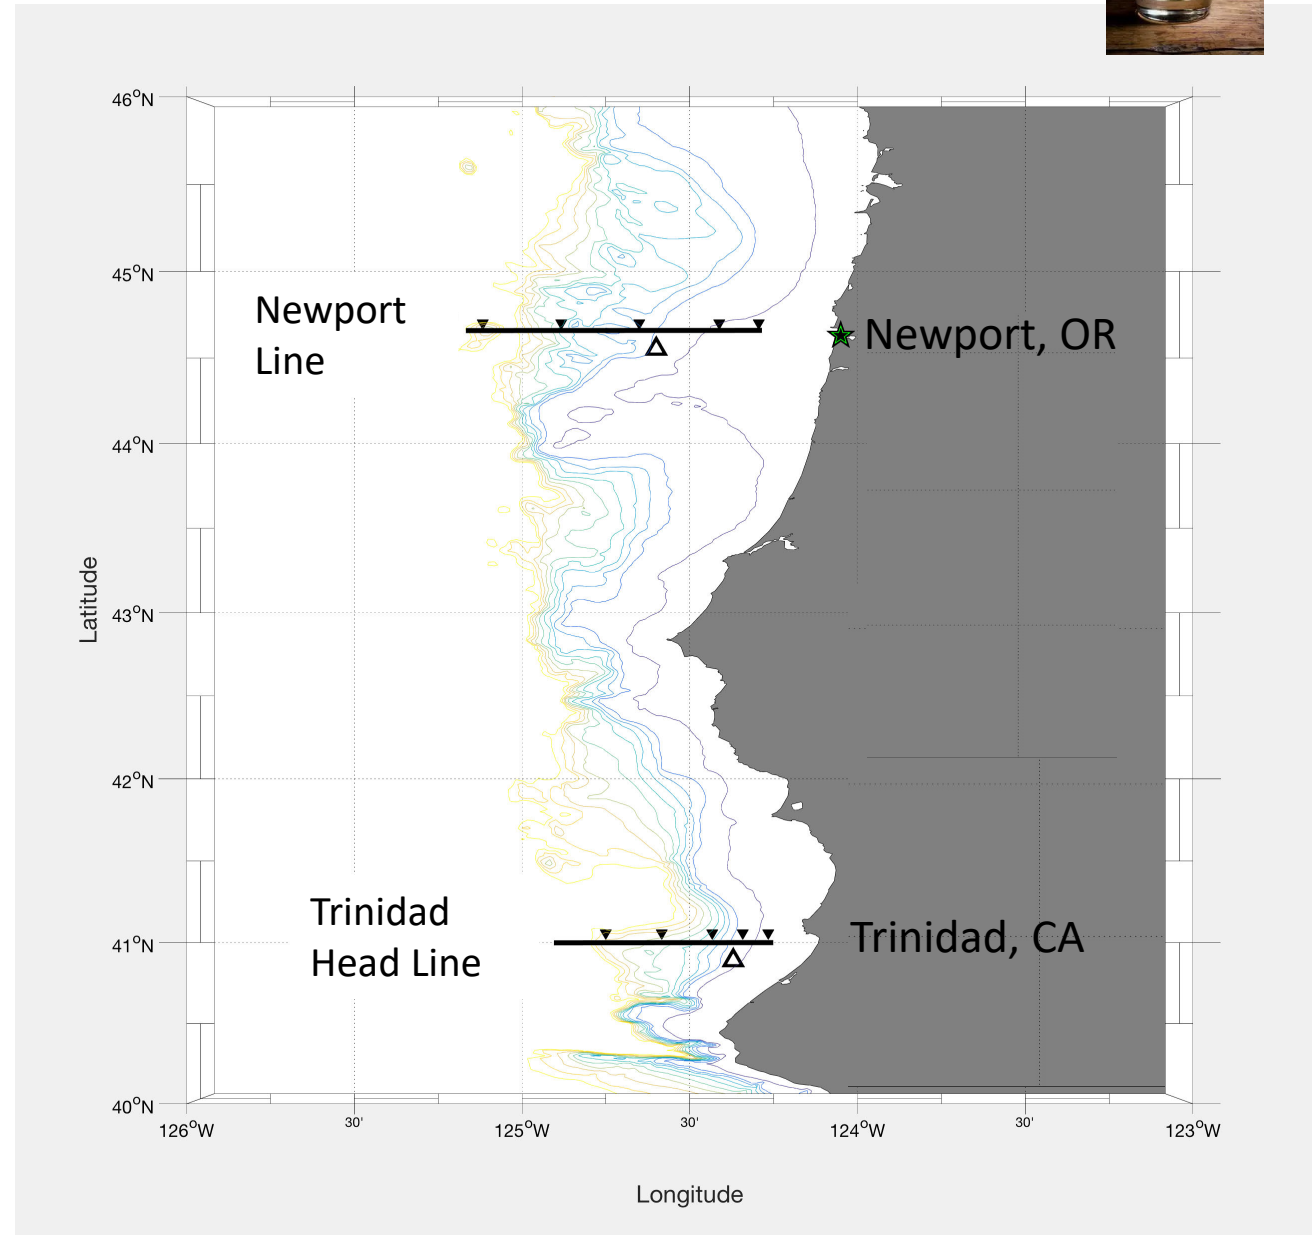 46°N
45°N
44°N
43°N
42°N
41°N
40°N
Latitude
Newport
Line
Newport, OR
Trinidad
Head Line
Trinidad, CA
126°W
30'
125°W
30'
124°W
30'
123°W
Longitude